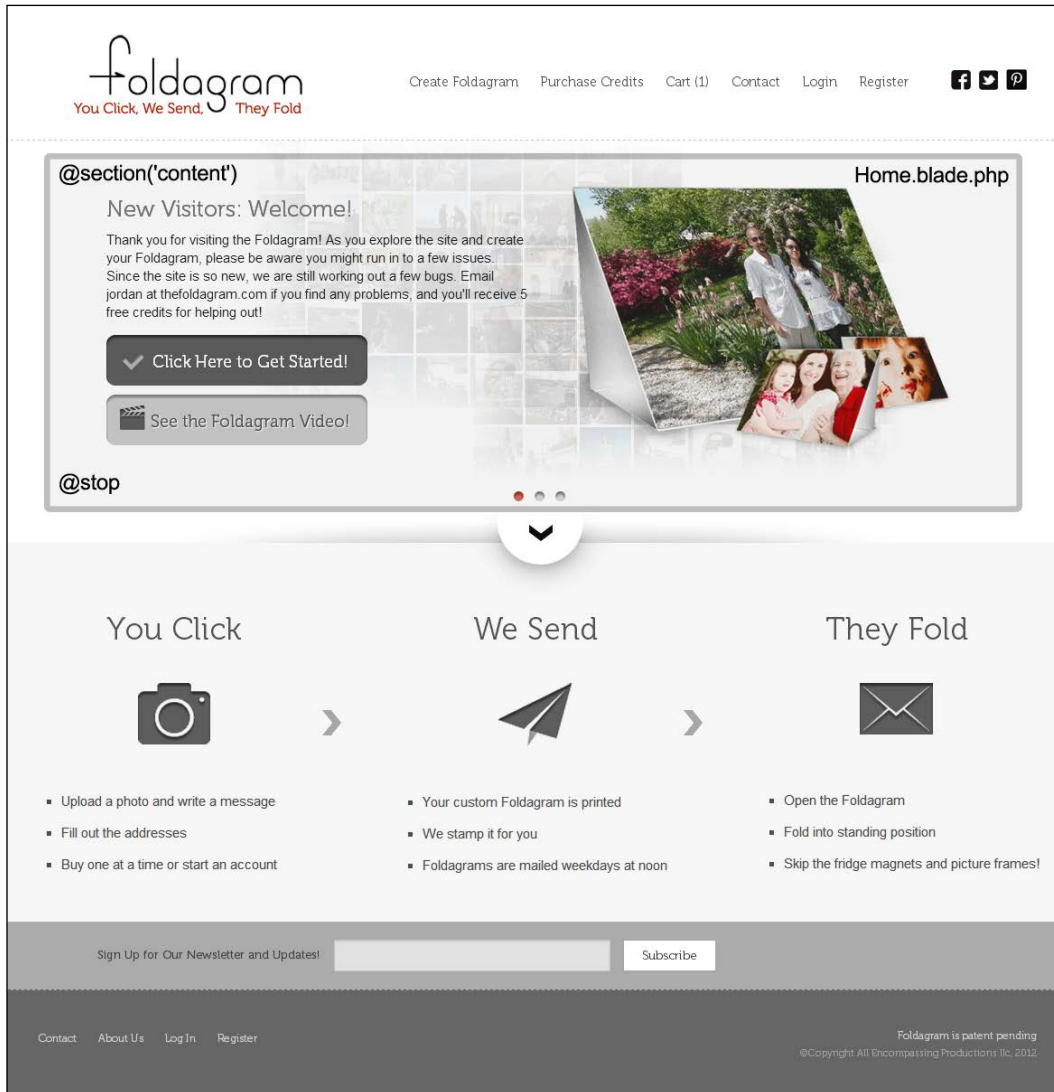 foldagram
You Click, We Send, They Fold
Create Foldagram Purchase Credits Cart (1) Contact Login Register
@section('content') Home.blade.php
New Visitors: Welcome!
Thank you for visiting the Foldagram! As you explore the site and create
your Foldagram, please be aware you might run in to a few issues.
Since the site is so new, we are still working out a few bugs. Email
jordan at thefoldagram.com if you find any problems, and you'll receive 5
free credits for helping out!
Click Here to Get Started!
See the Foldagram Video!
@stop
You Click
We Send
They Fold
Upload a photo and write a message
Fill out the addresses
Buy one at a time or start an account
Your custom Foldagram is printed
We stamp it for you
Foldagrams are mailed weekdays at noon
Open the Foldagram
Fold into standing position
Skip the fridge magnets and picture frames!
Sign Up for Our Newsletter and Updates! Subscribe
Contact About Us Log In Register
Foldagram is patent pending
©Copyright All Encompassing Productions llc, 2012